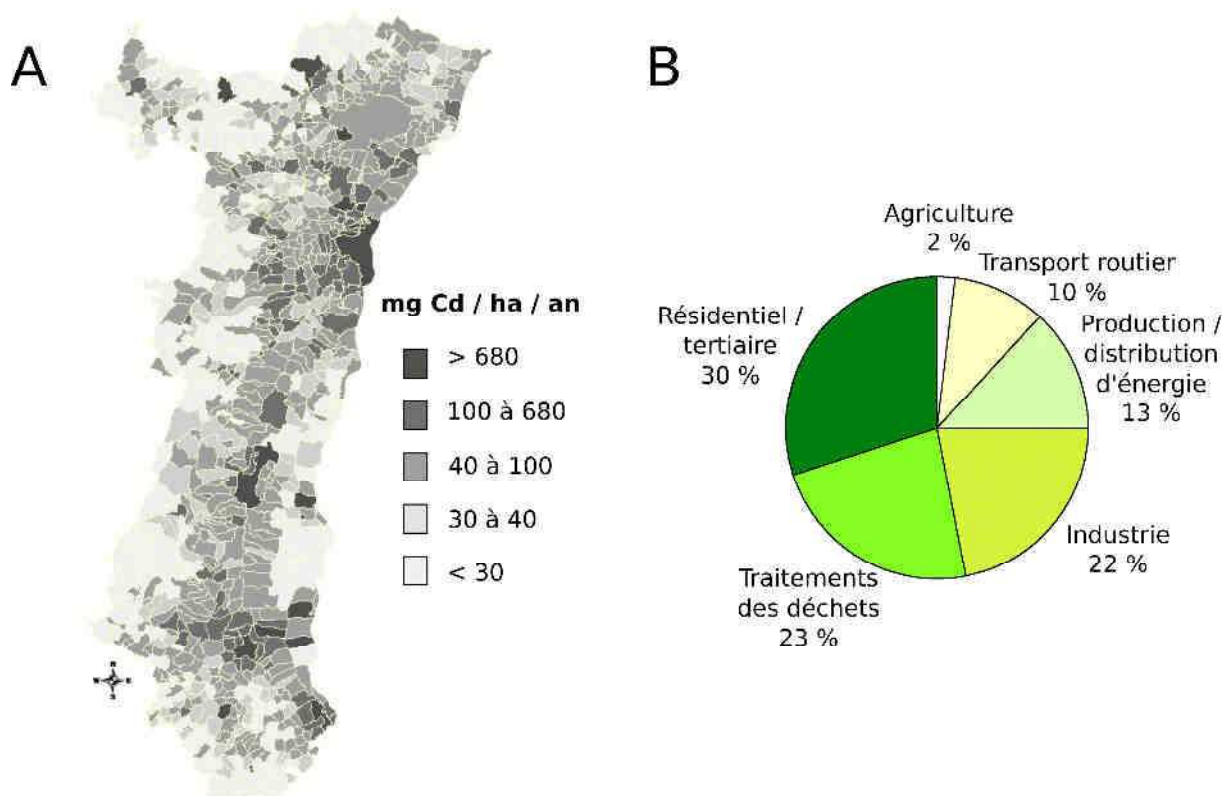 A
mg Cd / ha / an
> 680
100 à 680
40 à 100
30 à 40
< 30
B
Agriculture
2 %
Transport routier
10 %
Production /
distribution
d'énergie
13 %
Industrie
22 %
Traitements
des déchets
23 %
Résidentiel /
tertiaire
30 %